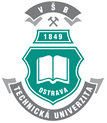 VŠB
1849
OSTRAVA
TECHNICKÁ UNIVERZITA